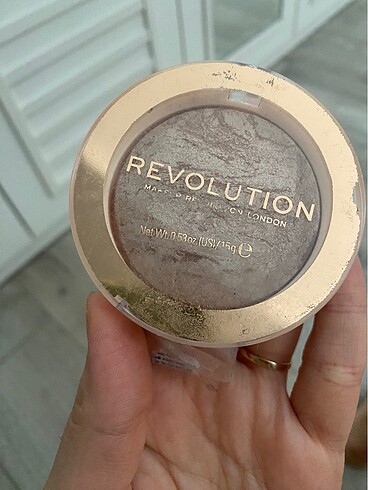 REVOLUTION
LONDON
Net Wt. 0.53oz (US)/15g ℮